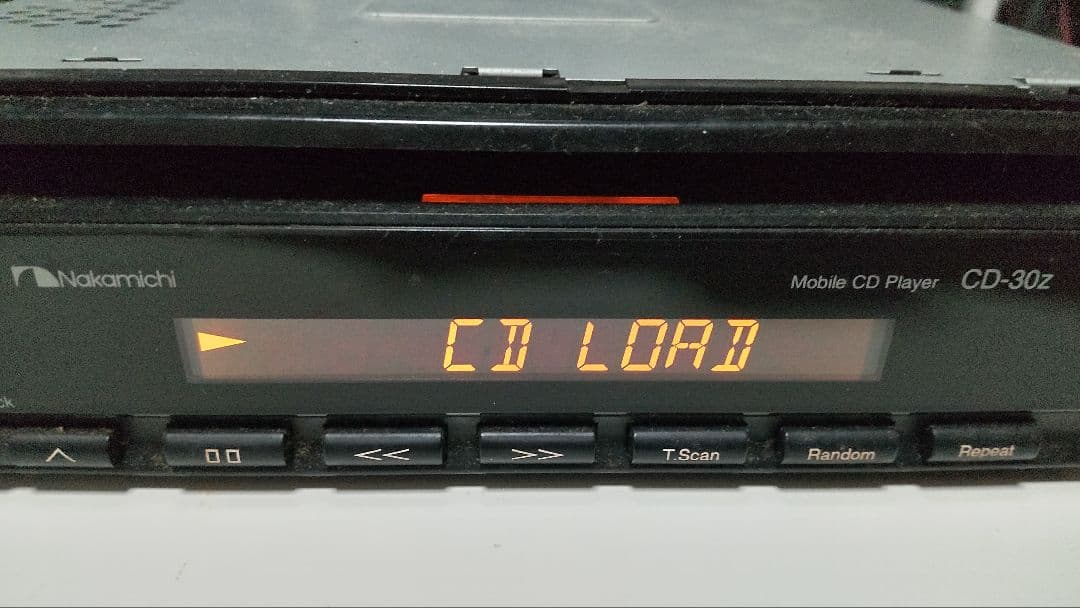 Nakamichi
Mobile CD Player CD-30z
CD LOAD
T.Scan
Random
Repeat